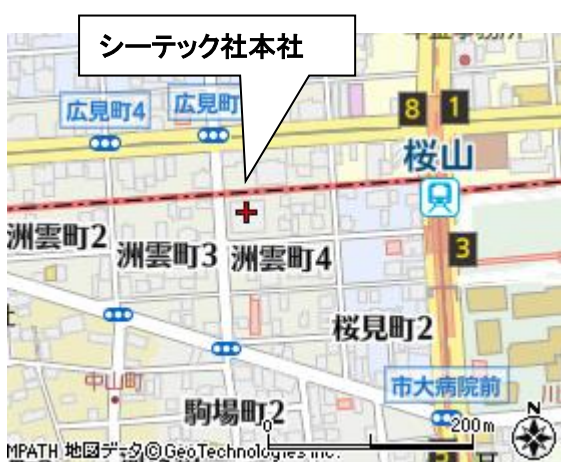 シーテック社本社
広見町4
広見町
8
1
桜山
3
洲雲町2
洲雲町3
洲雲町4
桜見町2
中山町
市大病院前
駒場町2
川
N
0
200m
MPATH 地図データ©GeoTechnologies Inc.